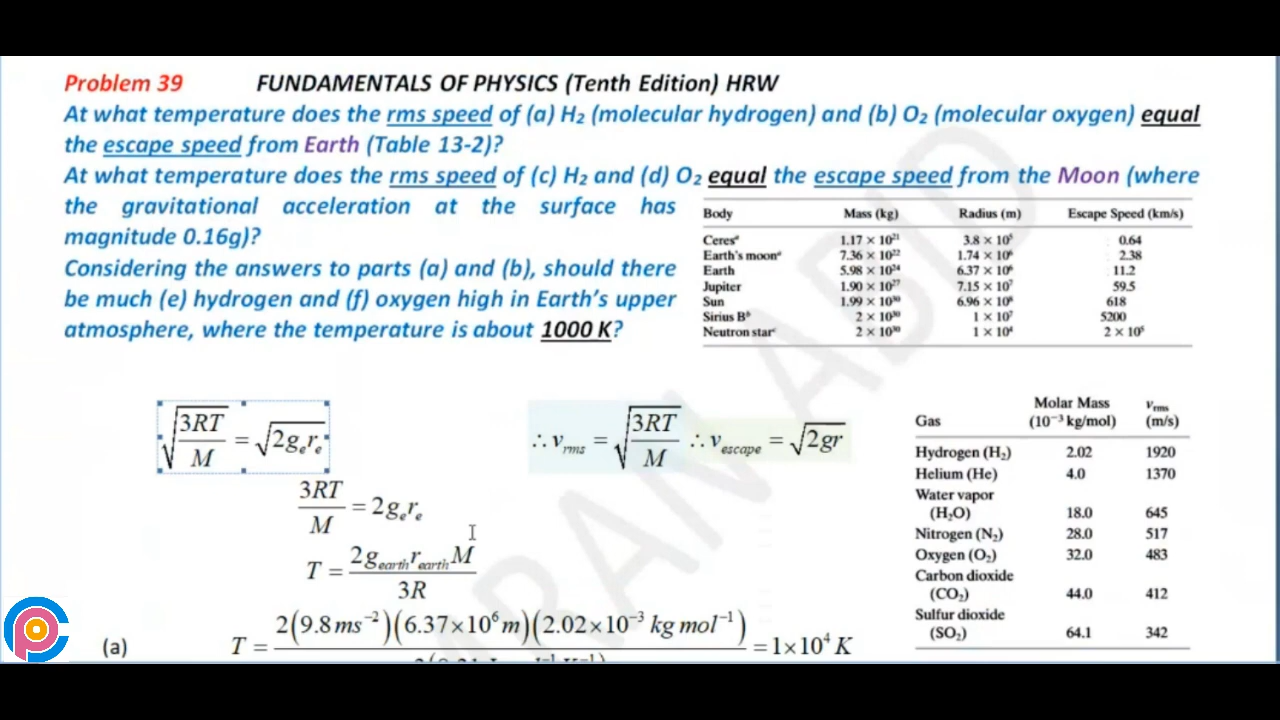 Problem 39 FUNDAMENTALS OF PHYSICS (Tenth Edition) HRW
At what temperature does the rms speed of (a) H₂ (molecular hydrogen) and (b) O₂ (molecular oxygen) equal
the escape speed from Earth (Table 13-2)?
At what temperature does the rms speed of (c) H₂ and (d) O₂ equal the escape speed from the Moon (where
the gravitational acceleration at the surface has
magnitude 0.16g)?
Considering the answers to parts (a) and (b), should there
be much (e) hydrogen and (f) oxygen high in Earth's upper
atmosphere, where the temperature is about 1000 K?
Body Mass (kg) Radius (m) Escape Speed (km/s)
Ceresᵃ 1.17 × 10²¹ 3.8 × 10⁵ 0.64
Earth's moonᵃ 7.36 × 10²² 1.74 × 10⁶ 2.38
Earth 5.98 × 10²⁴ 6.37 × 10⁶ 11.2
Jupiter 1.90 × 10²⁷ 7.15 × 10⁷ 59.5
Sun 1.99 × 10³⁰ 6.96 × 10⁸ 618
Sirius Bᵇ 2 × 10³⁰ 1 × 10⁷ 5200
Neutron starᶜ 2 × 10³⁰ 1 × 10⁴ 2 × 10⁵
√(3RT/M) = √(2gₑrₑ) ∴ v_rms = √(3RT/M) ∴ v_escape = √(2gr)
3RT/M = 2gₑrₑ
T = 2g_earth r_earth M / 3R
(a) T = 2(9.8 ms⁻²)(6.37×10⁶ m)(2.02×10⁻³ kg mol⁻¹) = 1×10⁴ K
Gas Molar Mass (10⁻³ kg/mol) v_rms (m/s)
Hydrogen (H₂) 2.02 1920
Helium (He) 4.0 1370
Water vapor
(H₂O) 18.0 645
Nitrogen (N₂) 28.0 517
Oxygen (O₂) 32.0 483
Carbon dioxide
(CO₂) 44.0 412
Sulfur dioxide
(SO₂) 64.1 342